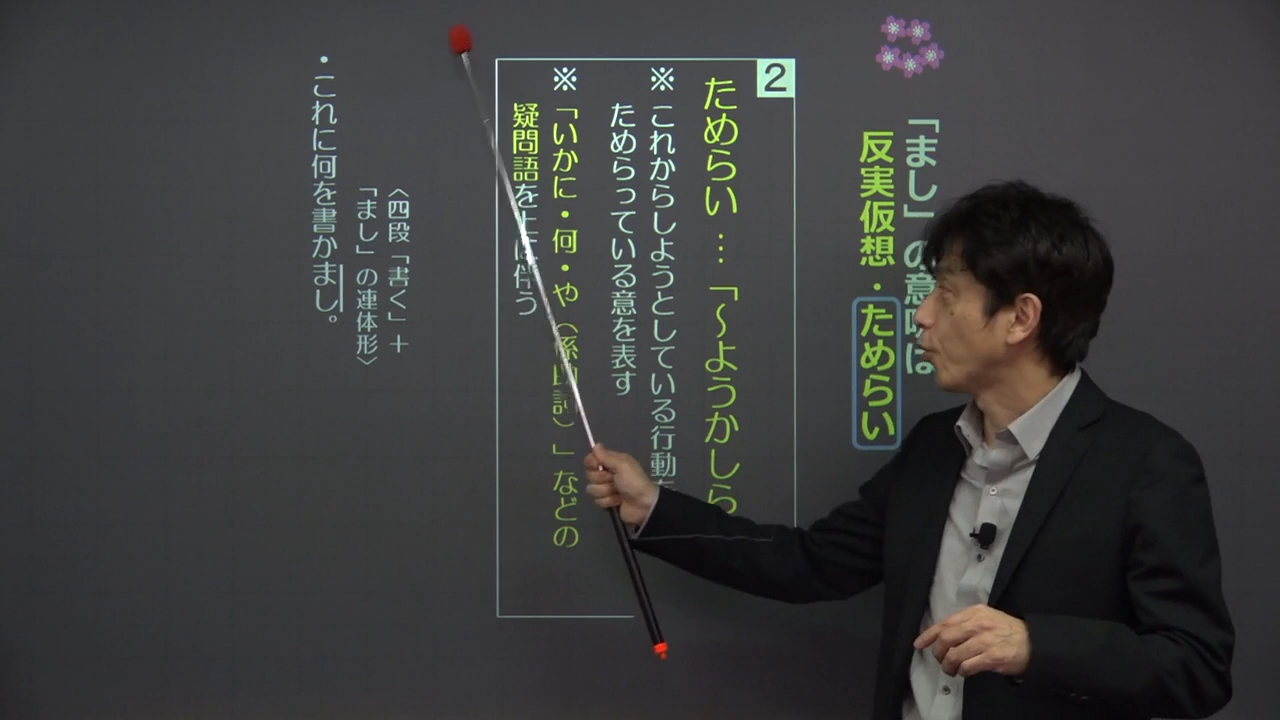 「まし」の意味は
反実仮想・ためらい
2
ためらい…「～ようかしら
※これからしようとしている行動を
ためらっている意を表す
※「いかに・何・や（係助詞）」などの
疑問語を上に伴う
〈四段「書く」＋
「まし」の連体形〉
・これに何を書かまし。